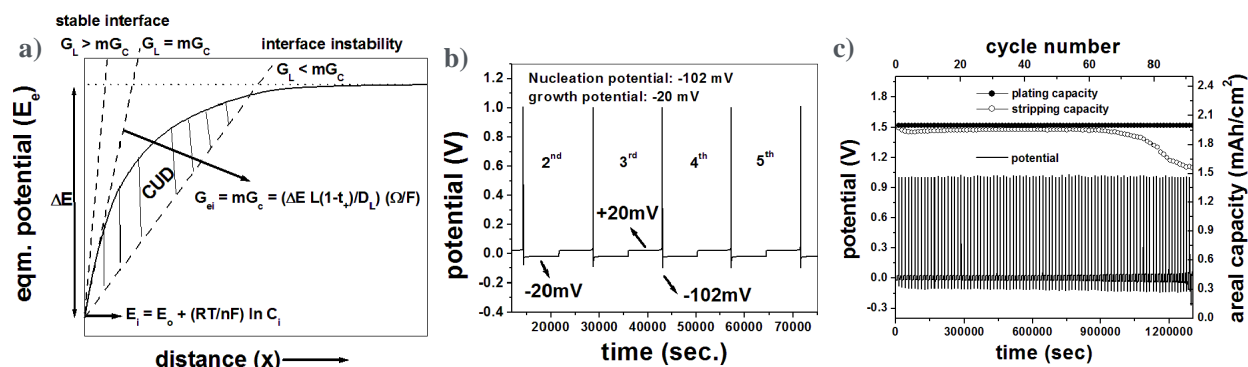 a)
stable interface
G_L > mG_C
G_L = mG_C
interface instability
G_L < mG_C
eqm. potential (E_e)
ΔE
CUD
G_ei = mG_c = (ΔE L(1-t_+)/D_L) (Ω/F)
E_i = E_o + (RT/nF) ln C_i
distance (x)
b)
Nucleation potential: -102 mV
growth potential: -20 mV
potential (V)
1.2
1.0
0.8
0.6
0.4
0.2
0.0
-0.2
-0.4
2nd
3rd
4th
5th
+20mV
-20mV
-102mV
20000 30000 40000 50000 60000 70000
time (sec.)
c)
cycle number
0 20 40 60 80
plating capacity
stripping capacity
potential
potential (V)
1.8
1.5
1.2
0.9
0.6
0.3
0.0
-0.3
areal capacity (mAh/cm2)
2.4
2.1
1.8
1.5
1.2
0.9
0.6
0.3
0.0
0 300000 600000 900000 1200000
time (sec)